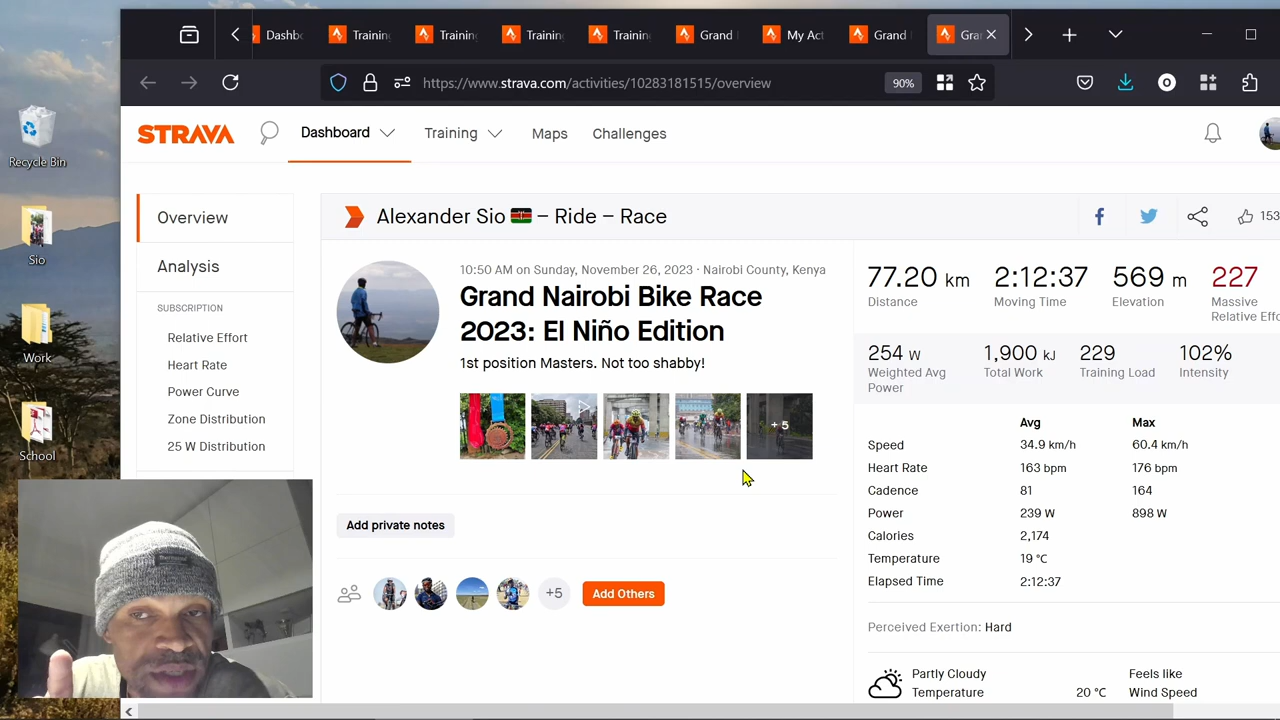 Dashb
Training
Training
Training
Training
Grand
My Act
Grand
Gra
https://www.strava.com/activities/10283181515/overview
90%
Recycle Bin
Sio
Work
School
STRAVA
Dashboard
Training
Maps
Challenges
Overview
Analysis
SUBSCRIPTION
Relative Effort
Heart Rate
Power Curve
Zone Distribution
25 W Distribution
Alexander Sio 🇰🇪 – Ride – Race
153
10:50 AM on Sunday, November 26, 2023 · Nairobi County, Kenya
Grand Nairobi Bike Race
2023: El Niño Edition
1st position Masters. Not too shabby!
+ 5
Add private notes
+5
Add Others
77.20 km 2:12:37 569 m 227
Distance Moving Time Elevation Massive
Relative Effo
254 W 1,900 kJ 229 102%
Weighted Avg Total Work Training Load Intensity
Power
Avg Max
Speed 34.9 km/h 60.4 km/h
Heart Rate 163 bpm 176 bpm
Cadence 81 164
Power 239 W 898 W
Calories 2,174
Temperature 19 ℃
Elapsed Time 2:12:37
Perceived Exertion: Hard
Partly Cloudy Feels like
Temperature 20 ℃ Wind Speed